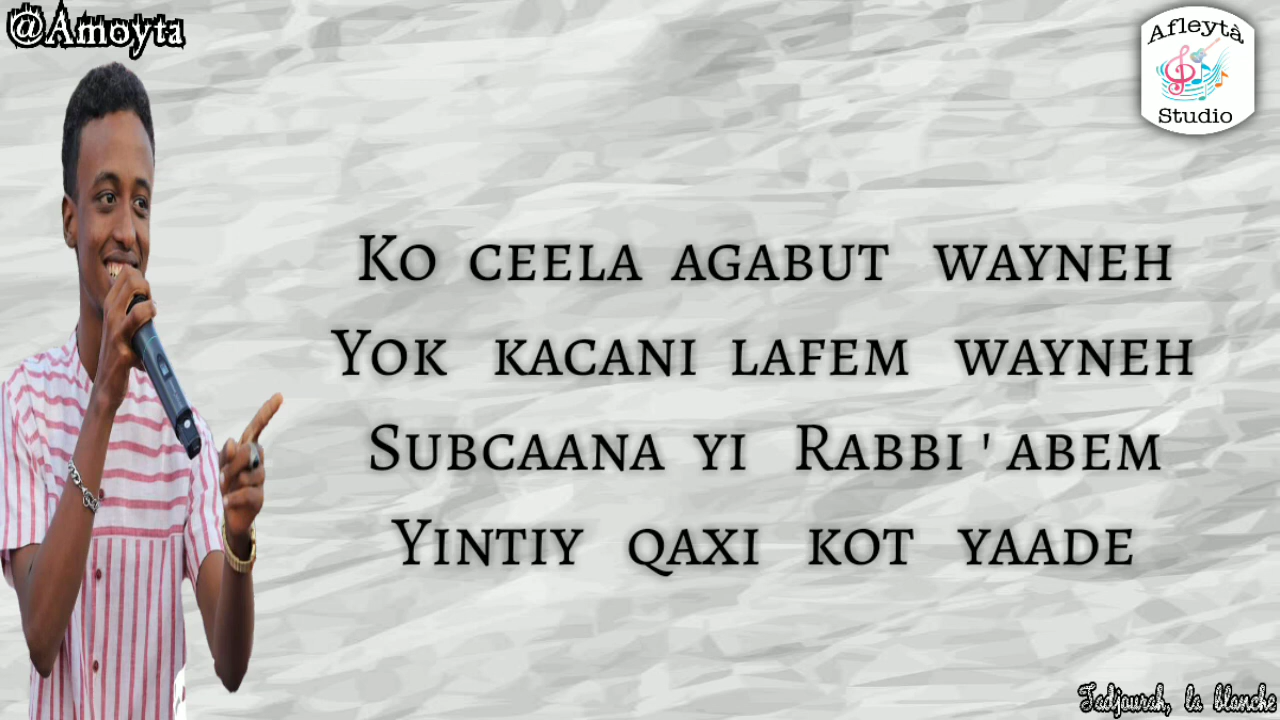 @Amoyta
Afleytà
Studio
Ko ceela agabut wayneh
Yok kacani lafem wayneh
Subcaana yi Rabbi ' abem
Yintiy qaxi kot yaade
Tadjourah, la blanche